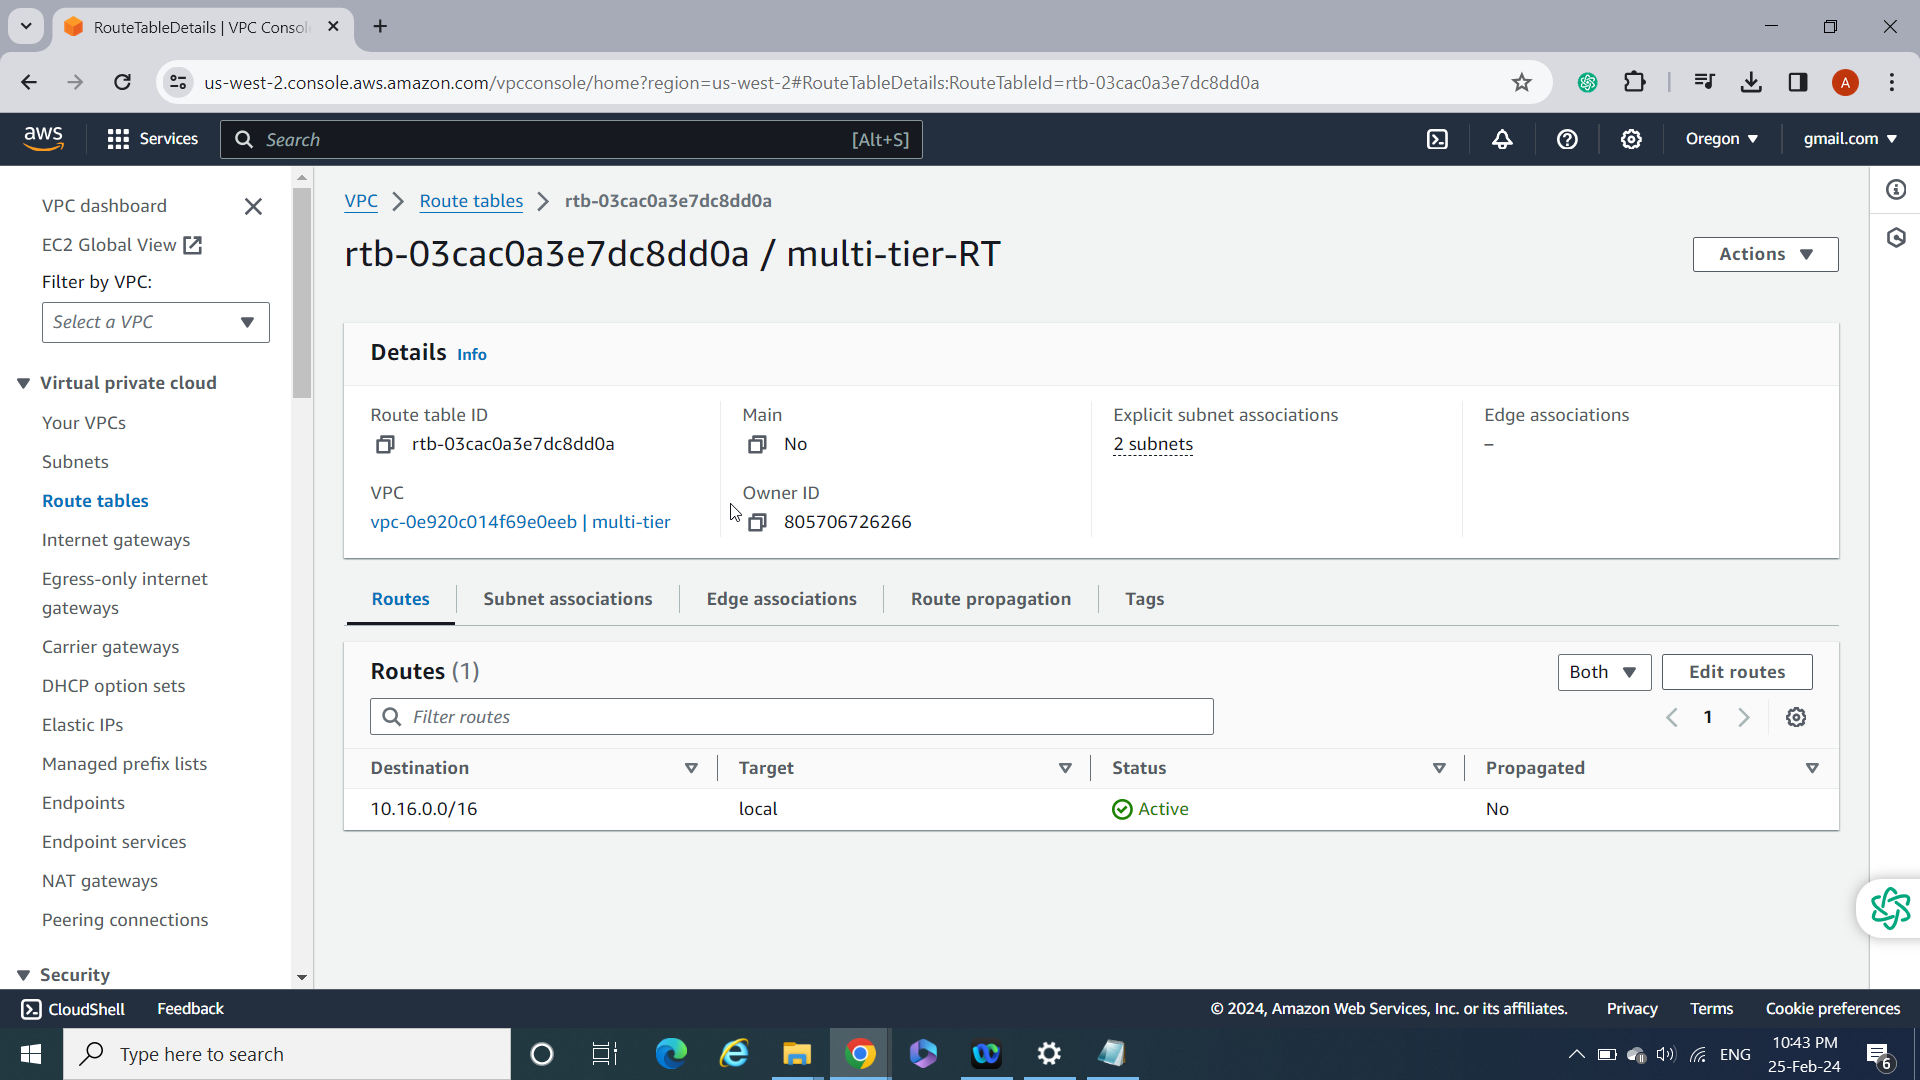 RouteTableDetails | VPC Consol
us-west-2.console.aws.amazon.com/vpcconsole/home?region=us-west-2#RouteTableDetails:RouteTableId=rtb-03cac0a3e7dc8dd0a
A
aws
Services
Search
[Alt+S]
Oregon
gmail.com
VPC dashboard
EC2 Global View
Filter by VPC:
Select a VPC
Virtual private cloud
Your VPCs
Subnets
Route tables
Internet gateways
Egress-only internet
gateways
Carrier gateways
DHCP option sets
Elastic IPs
Managed prefix lists
Endpoints
Endpoint services
NAT gateways
Peering connections
Security
VPC
Route tables
rtb-03cac0a3e7dc8dd0a
rtb-03cac0a3e7dc8dd0a / multi-tier-RT
Actions
Details Info
Route table ID
rtb-03cac0a3e7dc8dd0a
Main
No
Explicit subnet associations
2 subnets
Edge associations
–
VPC
vpc-0e920c014f69e0eeb | multi-tier
Owner ID
805706726266
Routes
Subnet associations
Edge associations
Route propagation
Tags
Routes (1)
Both
Edit routes
Filter routes
1
Destination
Target
Status
Propagated
10.16.0.0/16
local
Active
No
CloudShell
Feedback
© 2024, Amazon Web Services, Inc. or its affiliates.
Privacy
Terms
Cookie preferences
Type here to search
ENG
10:43 PM
25-Feb-24
6